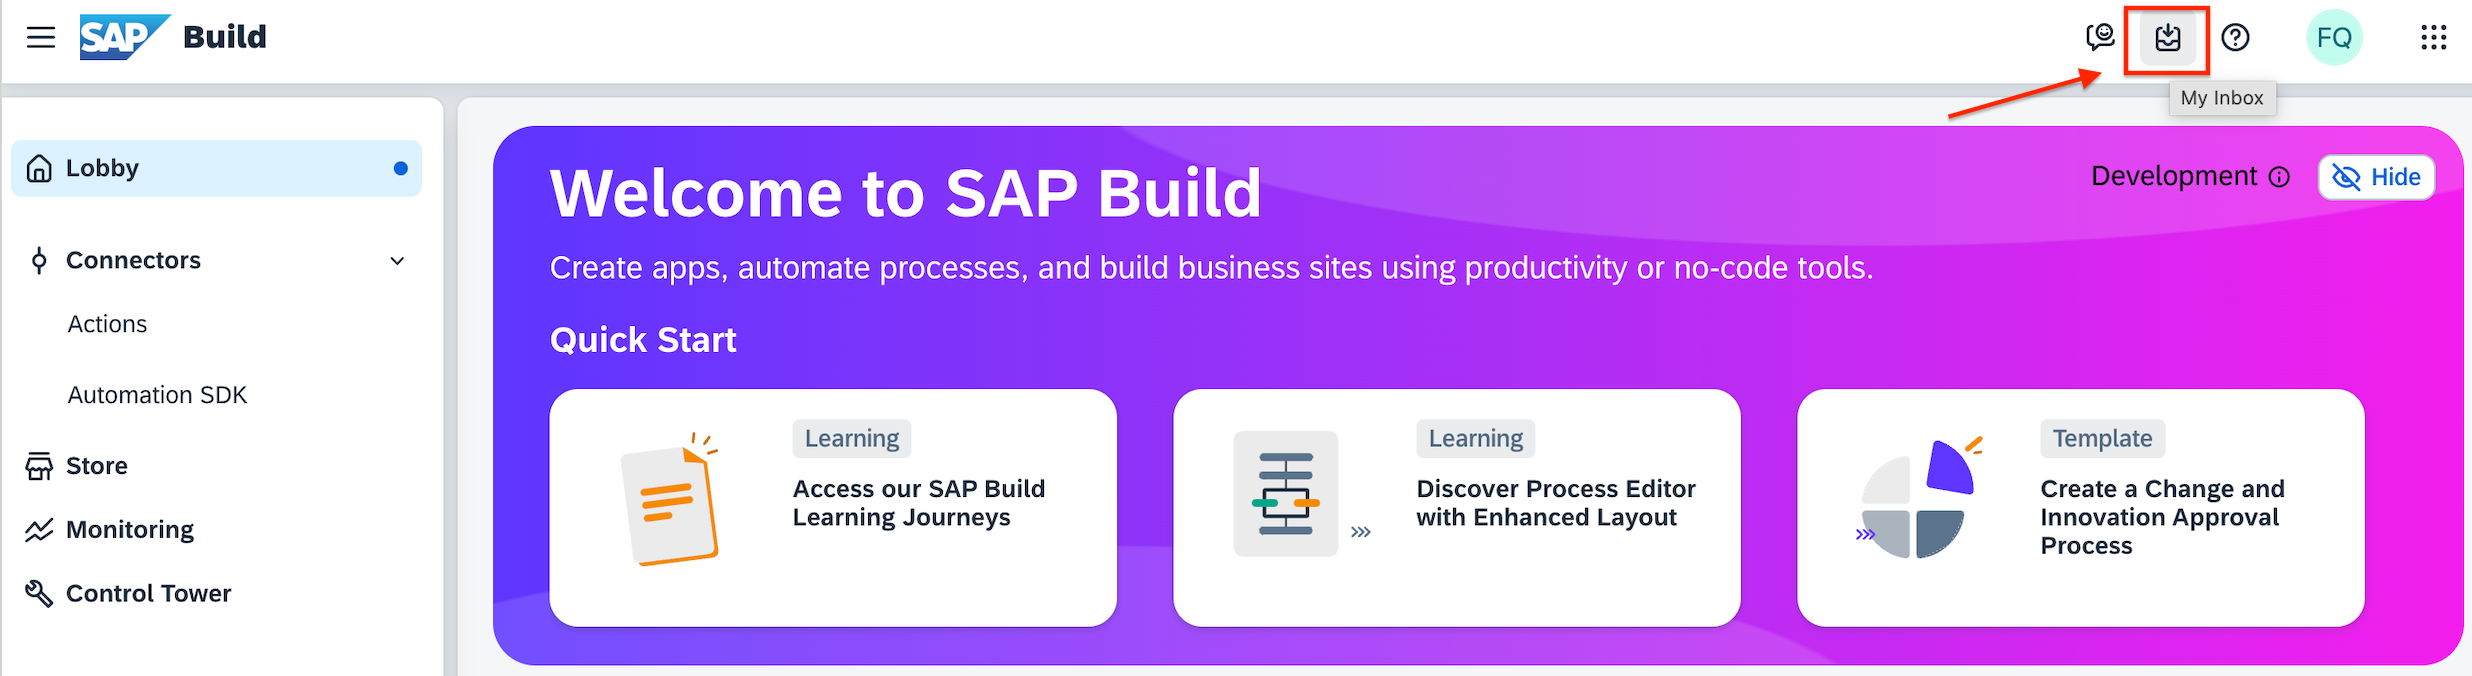 SAP Build
FQ
My Inbox
Lobby
Connectors
Actions
Automation SDK
Store
Monitoring
Control Tower
Welcome to SAP Build
Development
Hide
Create apps, automate processes, and build business sites using productivity or no-code tools.
Quick Start
Learning
Access our SAP Build
Learning Journeys
Learning
Discover Process Editor
with Enhanced Layout
Template
Create a Change and
Innovation Approval
Process